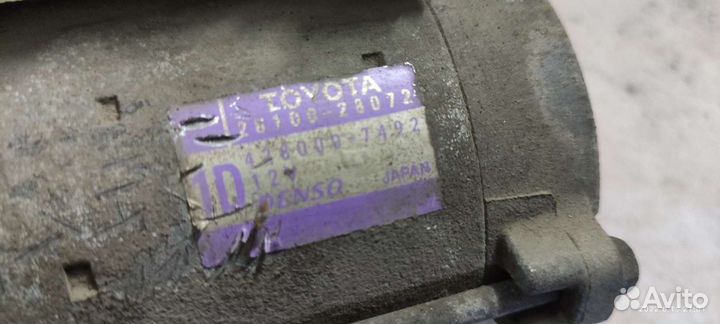 TOYOTA
28100-28072
428000-7492
1D
12V
DENSO
JAPAN
Avito